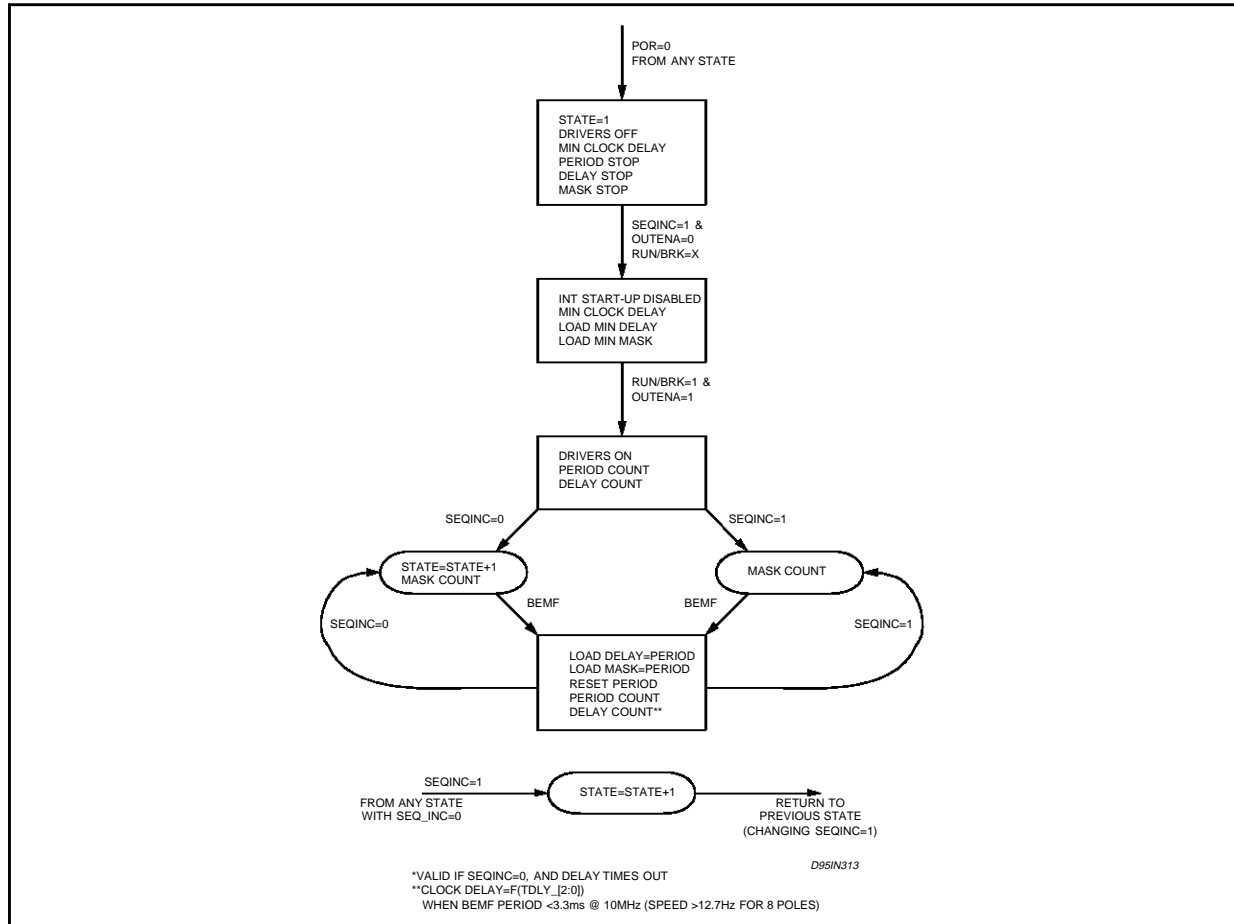 POR=0
FROM ANY STATE
STATE=1
DRIVERS OFF
MIN CLOCK DELAY
PERIOD STOP
DELAY STOP
MASK STOP
SEQINC=1 &
OUTENA=0
RUN/BRK=X
INT START-UP DISABLED
MIN CLOCK DELAY
LOAD MIN DELAY
LOAD MIN MASK
RUN/BRK=1 &
OUTENA=1
DRIVERS ON
PERIOD COUNT
DELAY COUNT
SEQINC=0
SEQINC=1
STATE=STATE+1
MASK COUNT
MASK COUNT
BEMF
BEMF
SEQINC=0
SEQINC=1
LOAD DELAY=PERIOD
LOAD MASK=PERIOD
RESET PERIOD
PERIOD COUNT
DELAY COUNT**
SEQINC=1
FROM ANY STATE
WITH SEQ_INC=0
STATE=STATE+1
RETURN TO
PREVIOUS STATE
(CHANGING SEQINC=1)
D95IN313
*VALID IF SEQINC=0, AND DELAY TIMES OUT
**CLOCK DELAY=F(TDLY_[2:0])
WHEN BEMF PERIOD <3.3ms @ 10MHz (SPEED >12.7Hz FOR 8 POLES)